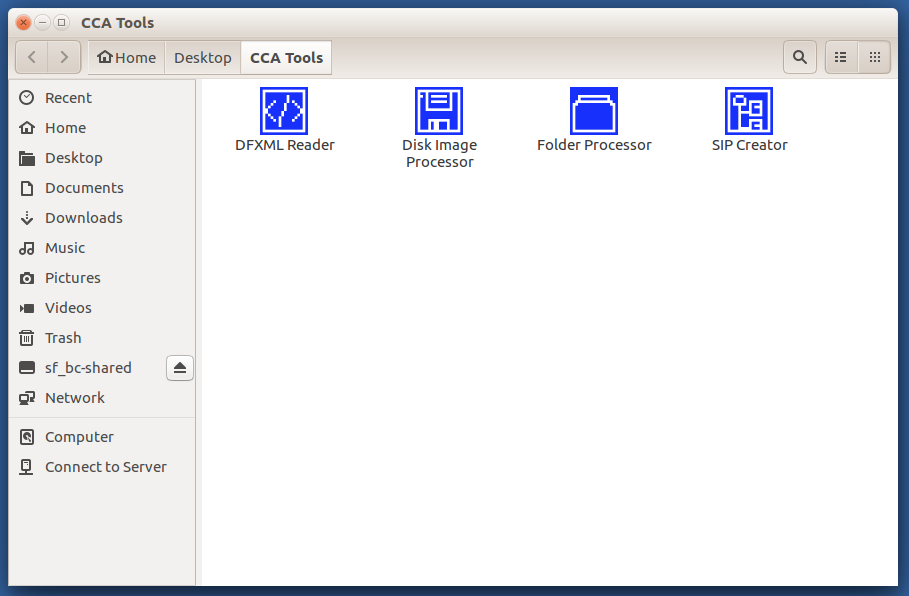 CCA Tools
Home
Desktop
CCA Tools
Recent
Home
Desktop
Documents
Downloads
Music
Pictures
Videos
Trash
sf_bc-shared
Network
Computer
Connect to Server
DFXML Reader
Disk Image
Processor
Folder Processor
SIP Creator